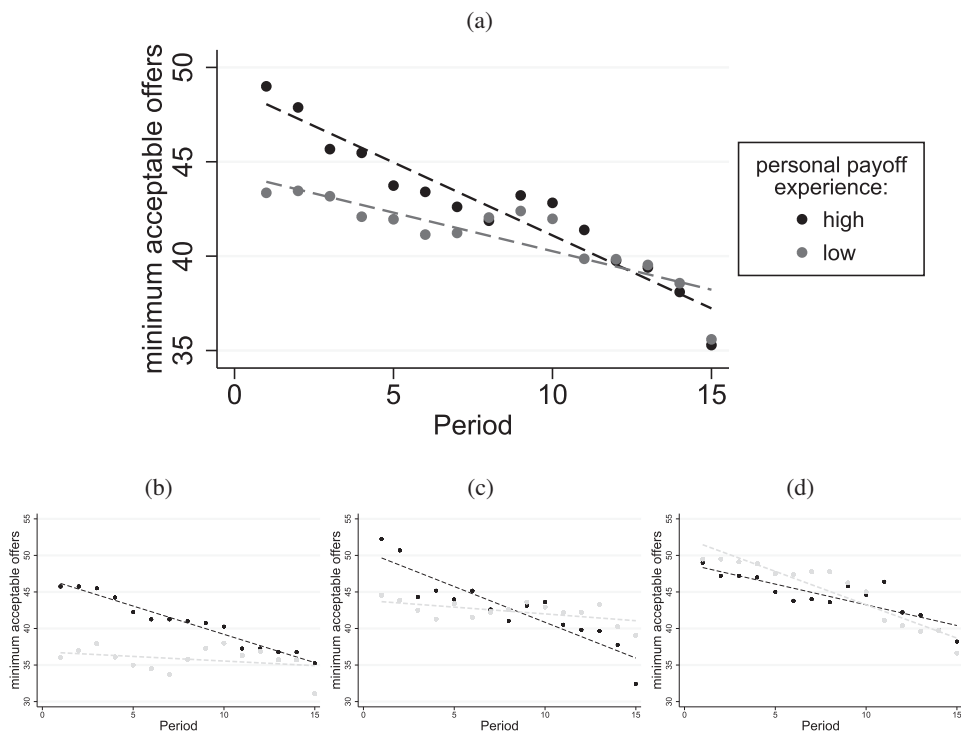 (a)
minimum acceptable offers
50
45
40
35
0 5 10 15
Period
personal payoff
experience:
high
low
(b)
minimum acceptable offers
55
50
45
40
35
30
0 5 10 15
Period
(c)
minimum acceptable offers
55
50
45
40
35
30
0 5 10 15
Period
(d)
minimum acceptable offers
55
50
45
40
35
30
0 5 10 15
Period